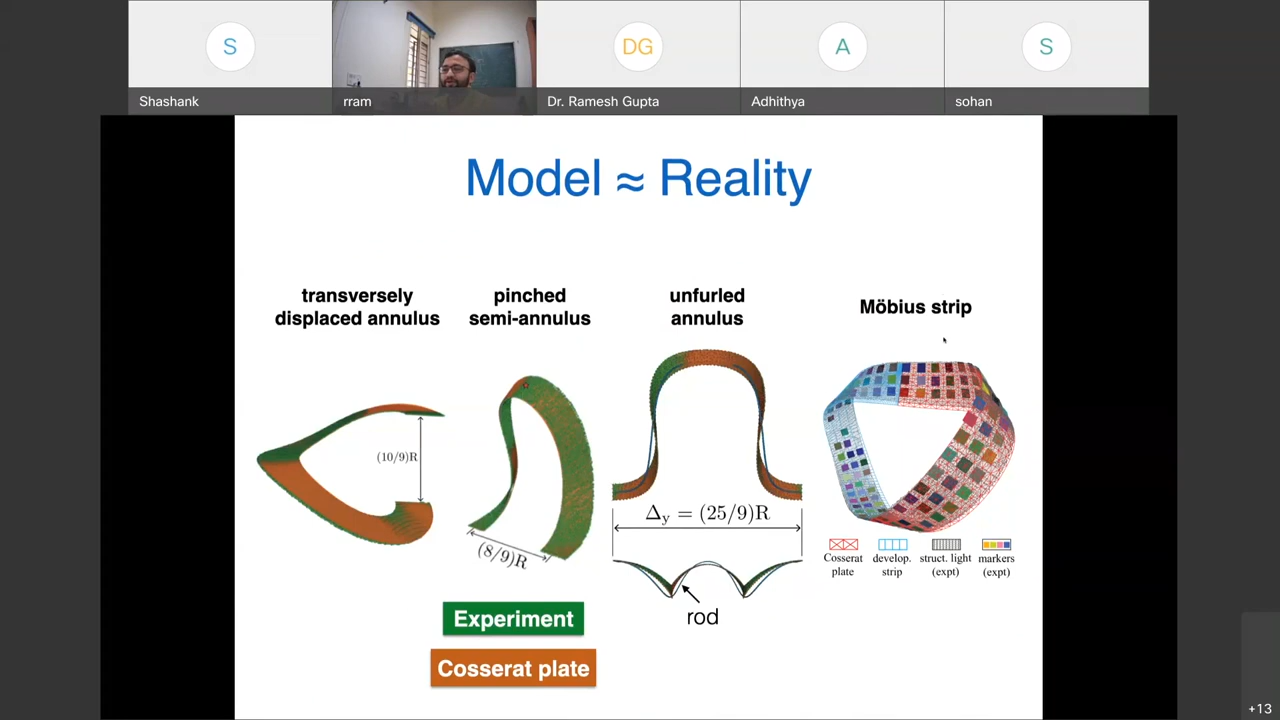 S
DG
A
S
Shashank
rram
Dr. Ramesh Gupta
Adhithya
sohan
Model ≈ Reality
transversely
displaced annulus
pinched
semi-annulus
unfurled
annulus
Möbius strip
(10/9)R
(8/9)R
Δy = (25/9)R
rod
Cosserat
plate
develop.
strip
struct. light
(expt)
markers
(expt)
Experiment
Cosserat plate
+13